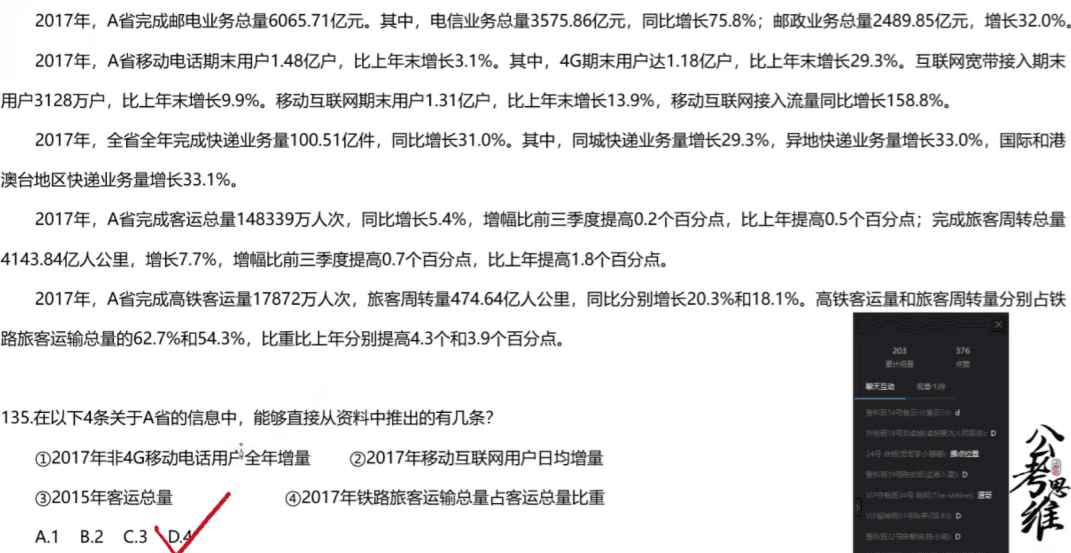 2017年，A省完成邮电业务总量6065.71亿元。其中，电信业务总量3575.86亿元，同比增长75.8%；邮政业务总量2489.85亿元，增长32.0%。
2017年，A省移动电话期末用户1.48亿户，比上年末增长3.1%。其中，4G期末用户达1.18亿户，比上年末增长29.3%。互联网宽带接入期末
用户3128万户，比上年末增长9.9%。移动互联网期末用户1.31亿户，比上年末增长13.9%，移动互联网接入流量同比增长158.8%。
2017年，全省全年完成快递业务量100.51亿件，同比增长31.0%。其中，同城快递业务量增长29.3%，异地快递业务量增长33.0%，国际和港
澳台地区快递业务量增长33.1%。
2017年，A省完成客运总量148339万人次，同比增长5.4%，增幅比前三季度提高0.2个百分点，比上年提高0.5个百分点；完成旅客周转总量
4143.84亿人公里，增长7.7%，增幅比前三季度提高0.7个百分点，比上年提高1.8个百分点。
2017年，A省完成高铁客运量17872万人次，旅客周转量474.64亿人公里，同比分别增长20.3%和18.1%。高铁客运量和旅客周转量分别占铁
路旅客运输总量的62.7%和54.3%，比重比上年分别提高4.3个和3.9个百分点。
203 376
累计观看 点赞
聊天互动 观看·139
d
D
24号
D
D
D
135.在以下4条关于A省的信息中，能够直接从资料中推出的有几条？
①2017年非4G移动电话用户全年增量 ②2017年移动互联网用户日均增量
③2015年客运总量 ④2017年铁路旅客运输总量占客运总量比重
A.1 B.2 C.3 D.4
公考思维